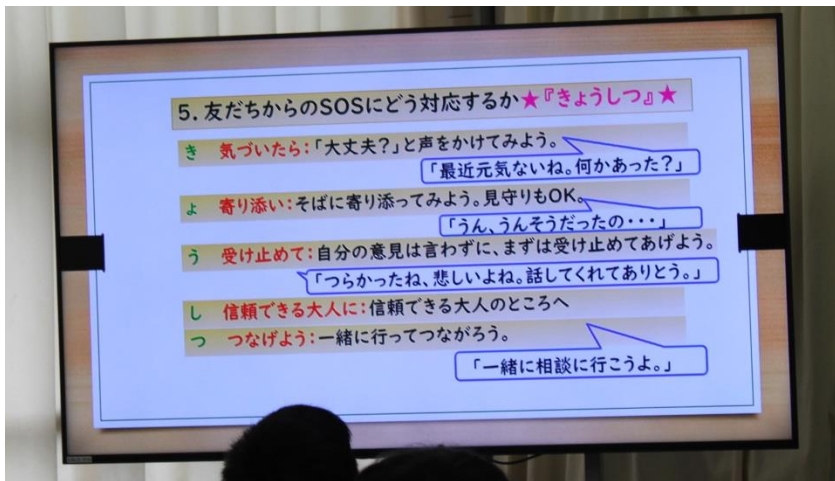 5.友だちからのSOSにどう対応するか★『きょうしつ』★
き 気づいたら:「大丈夫?」と声をかけてみよう。
「最近元気ないね。何かあった?」
よ 寄り添い:そばに寄り添ってみよう。見守りもOK。
「うん、うんそうだったの・・・」
う 受け止めて:自分の意見は言わずに、まずは受け止めてあげよう。
「つらかったね、悲しいよね。話してくれてありとう。」
し 信頼できる大人に:信頼できる大人のところへ
つ つなげよう:一緒に行ってつながろう。
「一緒に相談に行こうよ。」